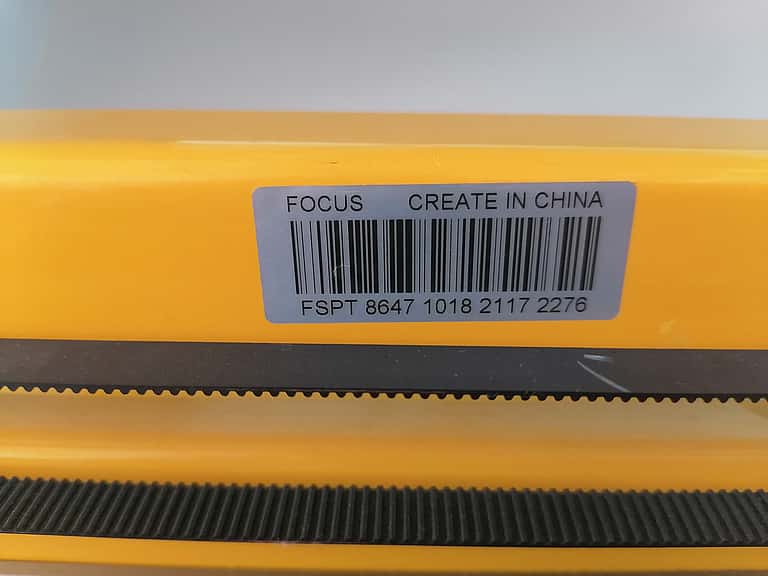 FOCUS CREATE IN CHINA
FSPT 8647 1018 2117 2276